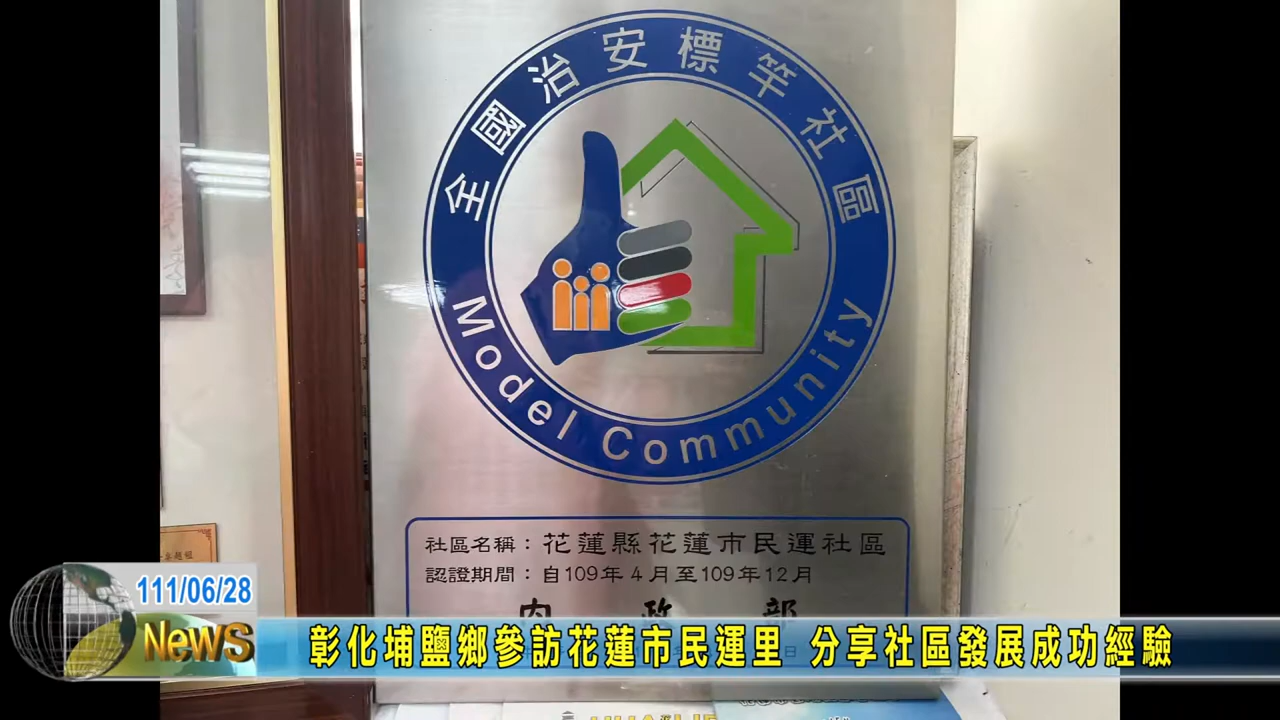 全國治安標竿社區
Model Community
社區名稱：花蓮縣花蓮市民運社區
認證期間：自109年4月至109年12月
內政部
111/06/28
News
彰化埔鹽鄉參訪花蓮市民運里 分享社區發展成功經驗